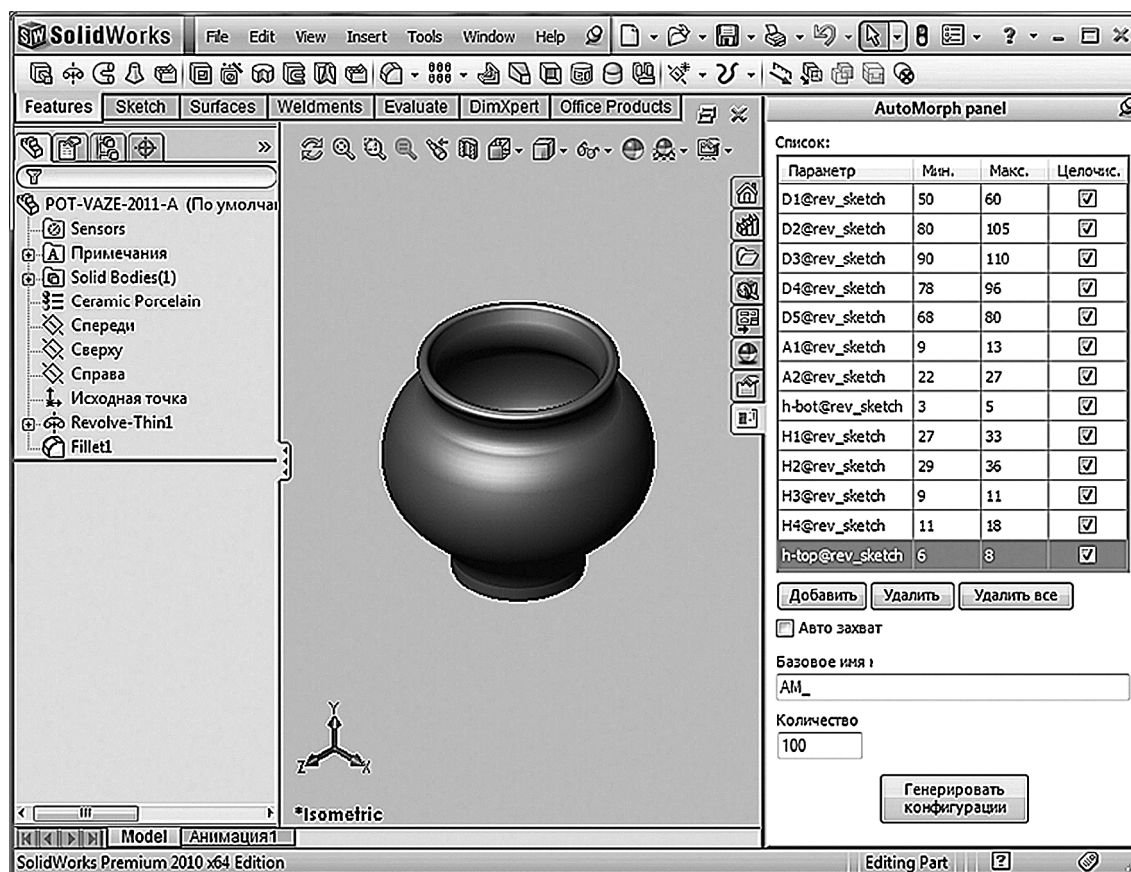 SolidWorks File Edit View Insert Tools Window Help
Features Sketch Surfaces Weldments Evaluate DimXpert Office Products
POT-VAZE-2011-A (По умолча
Sensors
Примечания
Solid Bodies(1)
Ceramic Porcelain
Спереди
Сверху
Справа
Исходная точка
Revolve-Thin1
Fillet1
Y
Z X
*Isometric
Model Анимация1
SolidWorks Premium 2010 x64 Edition Editing Part
AutoMorph panel
Список:
Параметр Мин. Макс. Целочис.
D1@rev_sketch 50 60
D2@rev_sketch 80 105
D3@rev_sketch 90 110
D4@rev_sketch 78 96
D5@rev_sketch 68 80
A1@rev_sketch 9 13
A2@rev_sketch 22 27
h-bot@rev_sketch 3 5
H1@rev_sketch 27 33
H2@rev_sketch 29 36
H3@rev_sketch 9 11
H4@rev_sketch 11 18
h-top@rev_sketch 6 8
Добавить Удалить Удалить все
Авто захват
Базовое имя
AM_
Количество
100
Генерировать
конфигурации